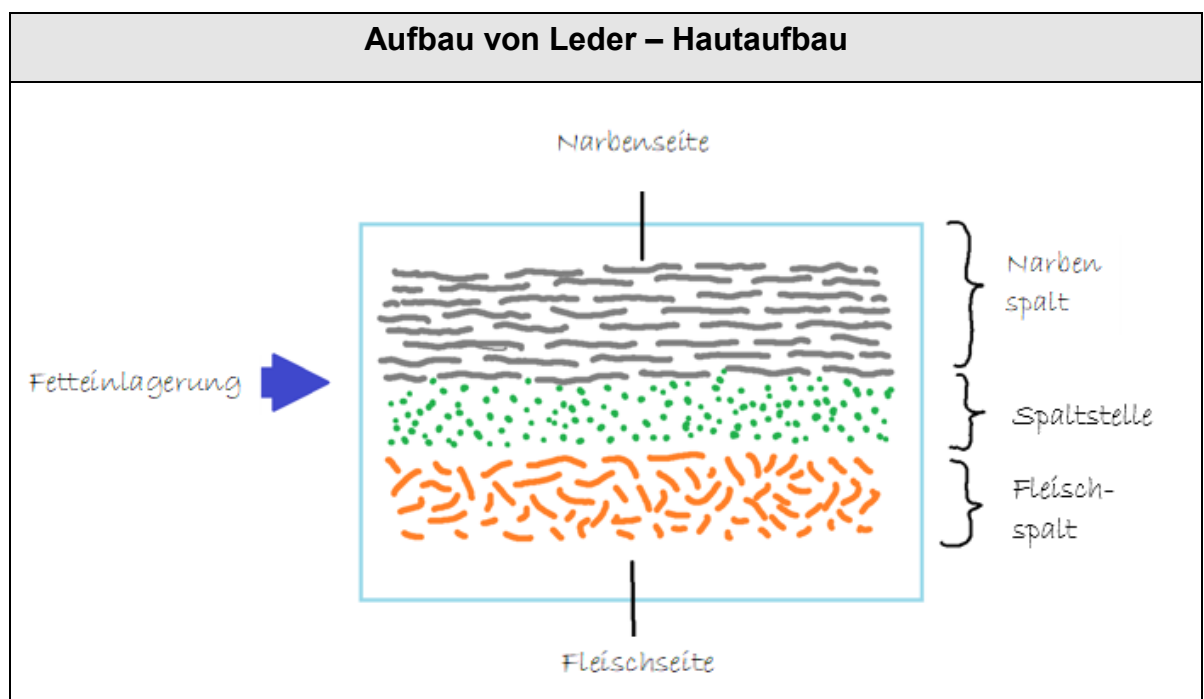 Aufbau von Leder – Hautaufbau
Narbenseite
Narben
spalt
Fetteinlagerung
Spaltstelle
Fleisch-
spalt
Fleischseite